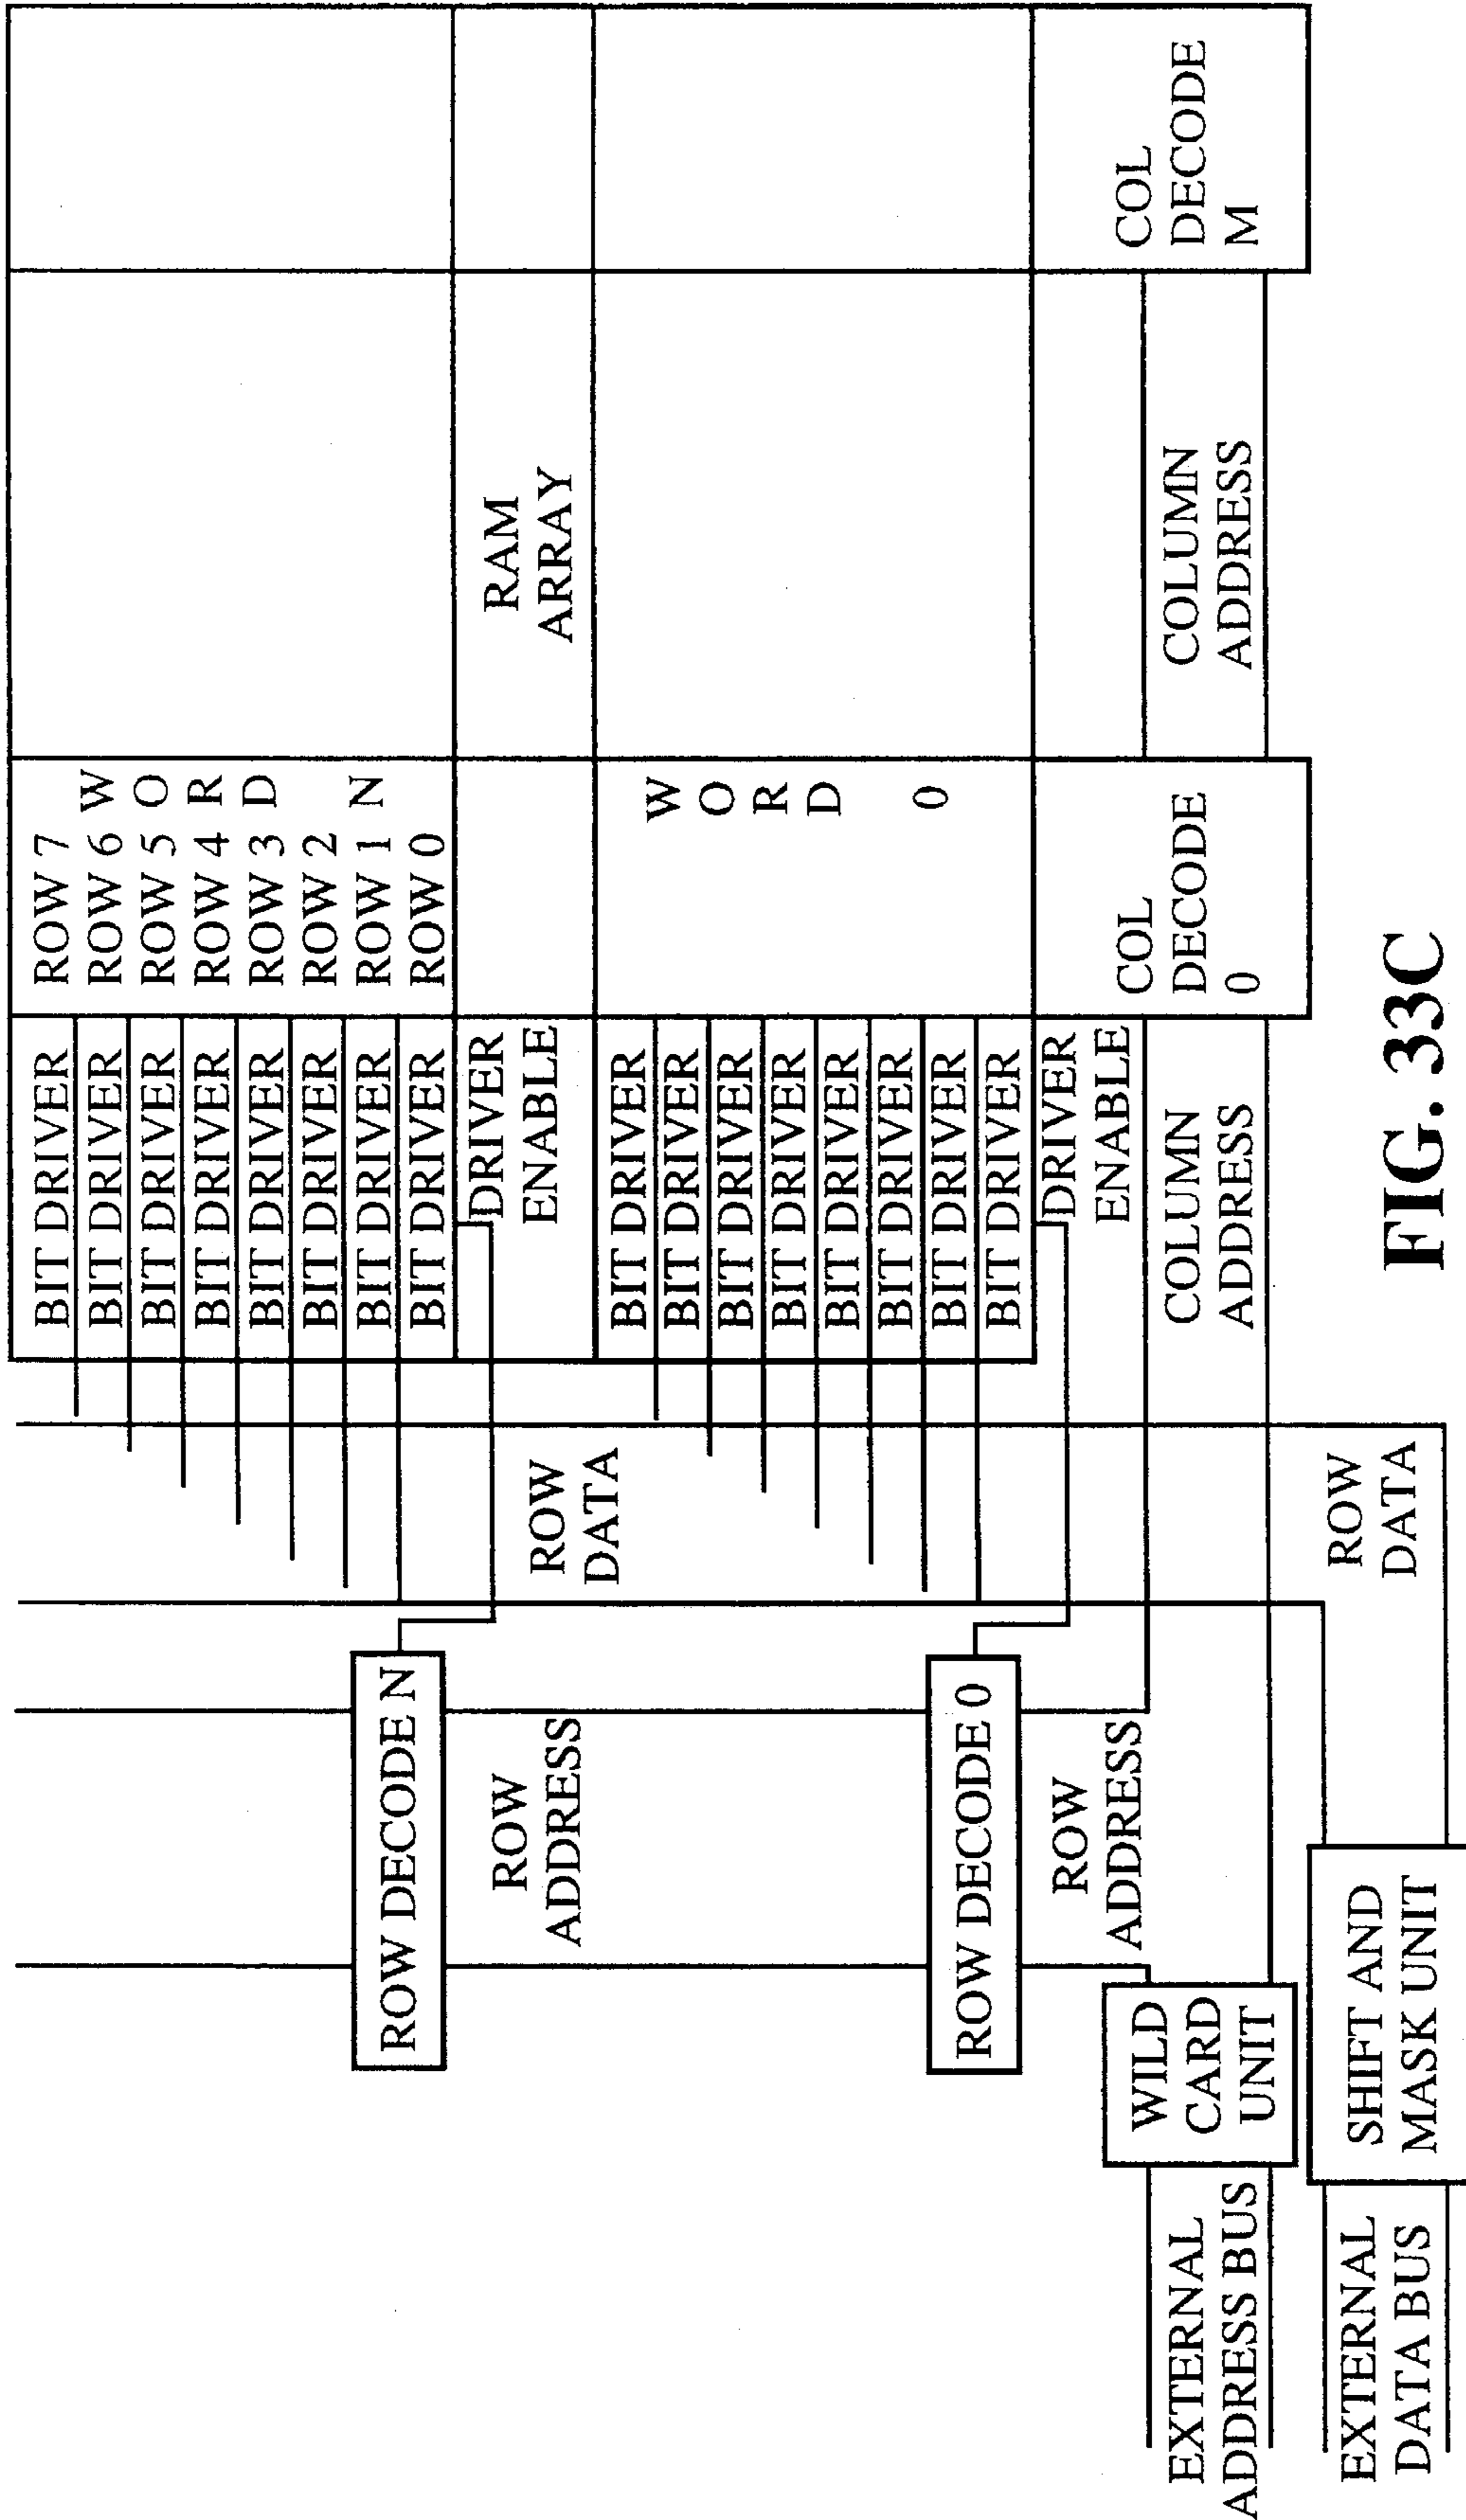 BIT DRIVER
BIT DRIVER
BIT DRIVER
BIT DRIVER
BIT DRIVER
BIT DRIVER
BIT DRIVER
BIT DRIVER
ROW 7
ROW 6
ROW 5
ROW 4
ROW 3
ROW 2
ROW 1
ROW 0
W
O
R
D
N
DRIVER
ENABLE
RAM
ARRAY
ROW DECODE N
ROW
DATA
ROW
ADDRESS
BIT DRIVER
BIT DRIVER
BIT DRIVER
BIT DRIVER
BIT DRIVER
BIT DRIVER
BIT DRIVER
BIT DRIVER
W
O
R
D
0
ROW DECODE 0
DRIVER
ENABLE
ROW
ADDRESS
COL
DECODE
0
COL
DECODE
M
COLUMN
ADDRESS
COLUMN
ADDRESS
EXTERNAL
ADDRESS BUS
WILD
CARD
UNIT
EXTERNAL
DATA BUS
SHIFT AND
MASK UNIT
ROW
DATA
FIG. 33C